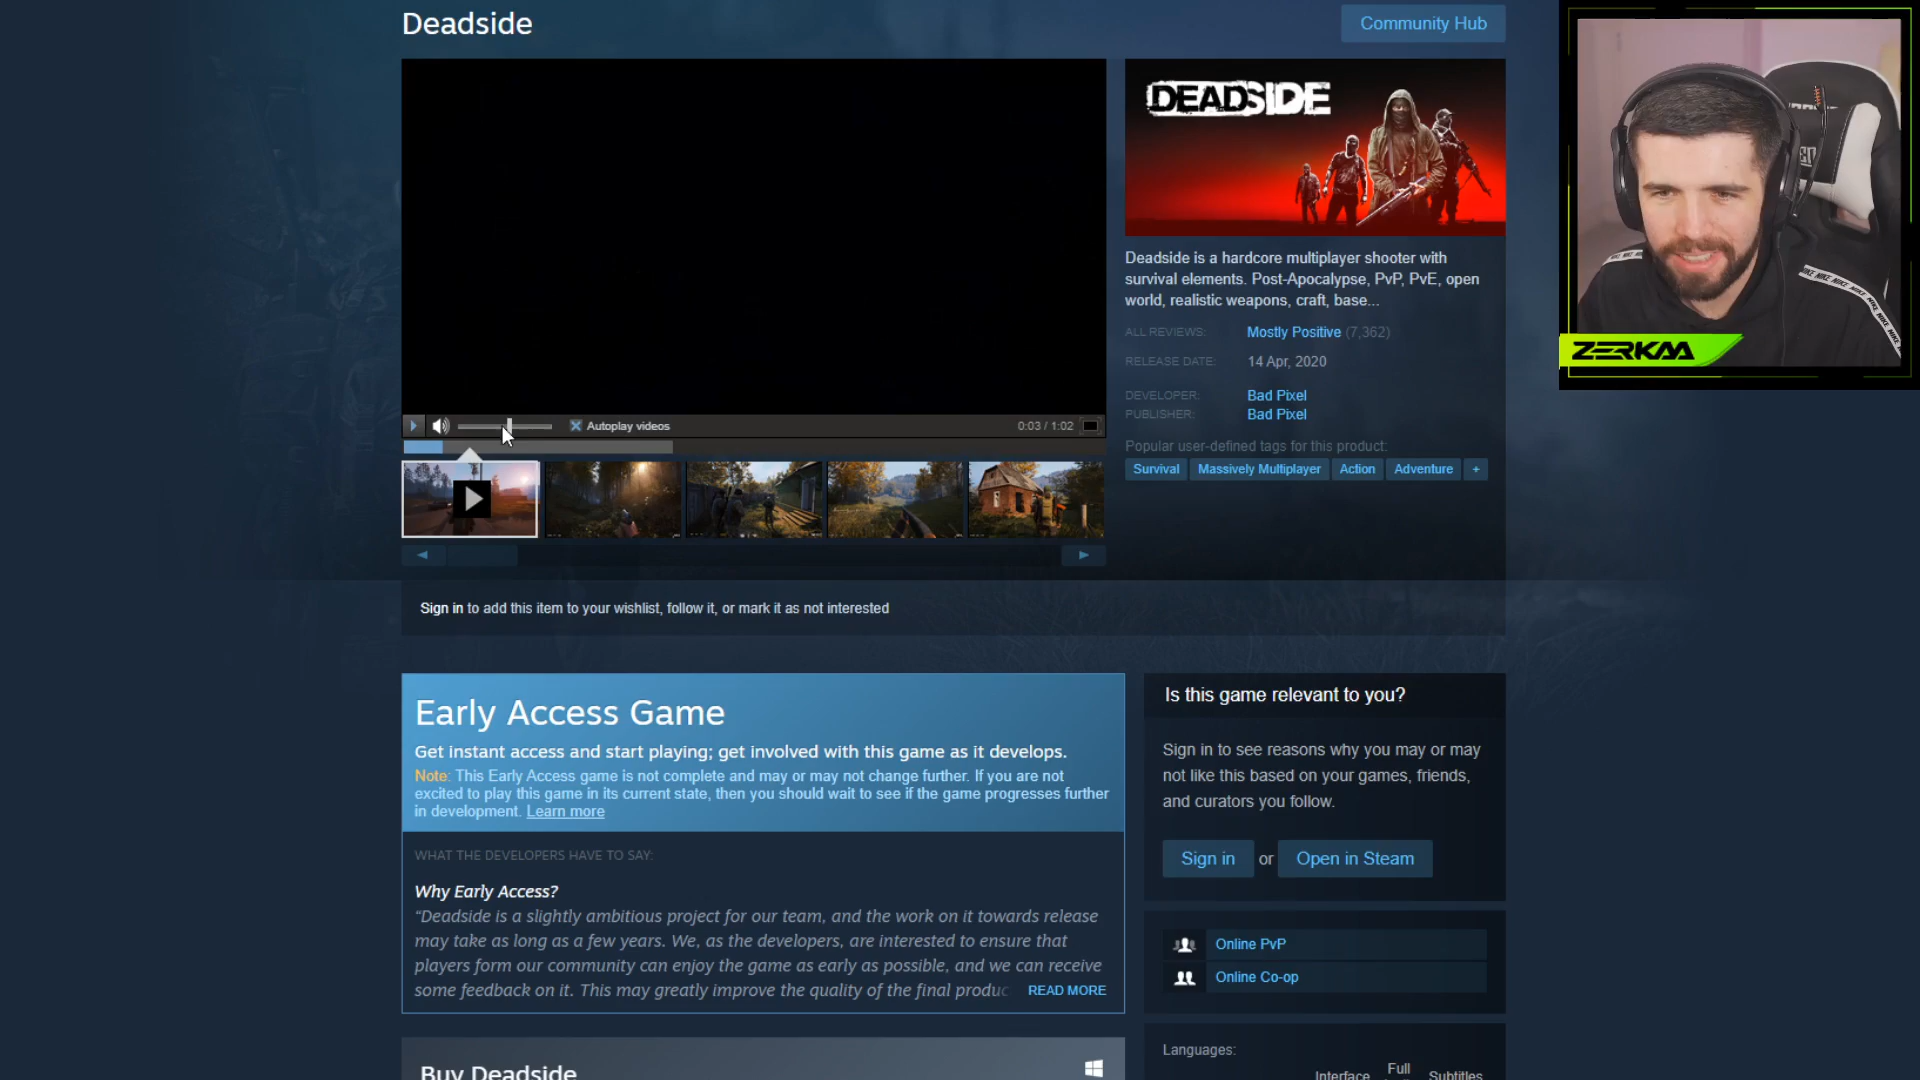 Deadside
Community Hub
DEADSIDE
Deadside is a hardcore multiplayer shooter with
survival elements. Post-Apocalypse, PvP, PvE, open
world, realistic weapons, craft, base...
ALL REVIEWS: Mostly Positive (7,362)
RELEASE DATE: 14 Apr, 2020
DEVELOPER: Bad Pixel
PUBLISHER: Bad Pixel
Popular user-defined tags for this product:
Survival Massively Multiplayer Action Adventure +
ZERKAA
Autoplay videos 0:03 / 1:02
Sign in to add this item to your wishlist, follow it, or mark it as not interested
Early Access Game
Get instant access and start playing; get involved with this game as it develops.
Note: This Early Access game is not complete and may or may not change further. If you are not
excited to play this game in its current state, then you should wait to see if the game progresses further
in development. Learn more
WHAT THE DEVELOPERS HAVE TO SAY:
Why Early Access?
“Deadside is a slightly ambitious project for our team, and the work on it towards release
may take as long as a few years. We, as the developers, are interested to ensure that
players form our community can enjoy the game as early as possible, and we can receive
some feedback on it. This may greatly improve the quality of the final produc READ MORE
Buy Deadside
Is this game relevant to you?
Sign in to see reasons why you may or may
not like this based on your games, friends,
and curators you follow.
Sign in or Open in Steam
Online PvP
Online Co-op
Languages:
Interface Full Subtitles